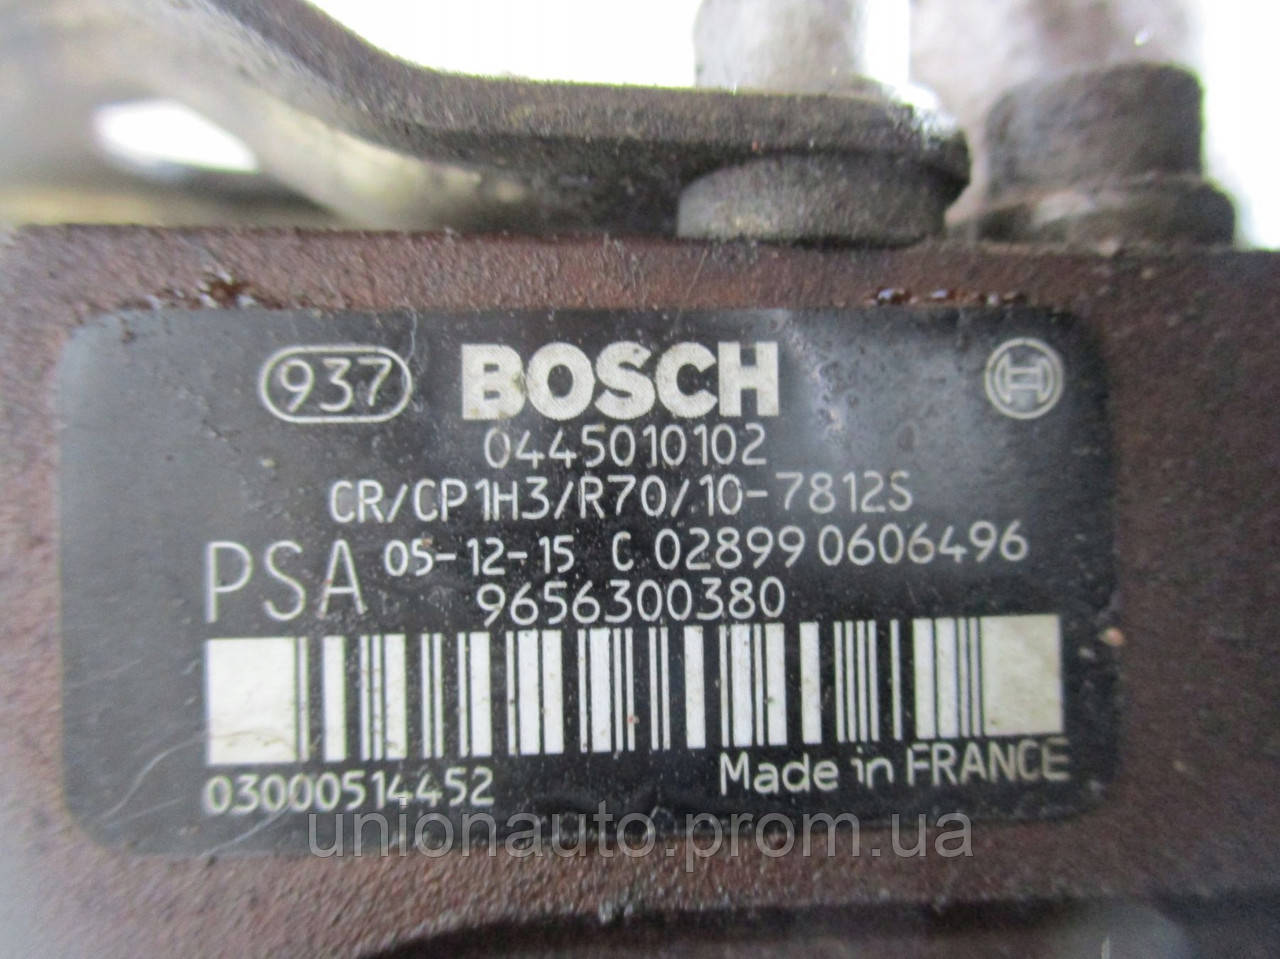 937 BOSCH
0445010102
CR/CP1H3/R70/10-7812S
PSA 05-12-15 C 02899 0606496
9656300380
03000514452 Made in FRANCE
unionauto.prom.ua